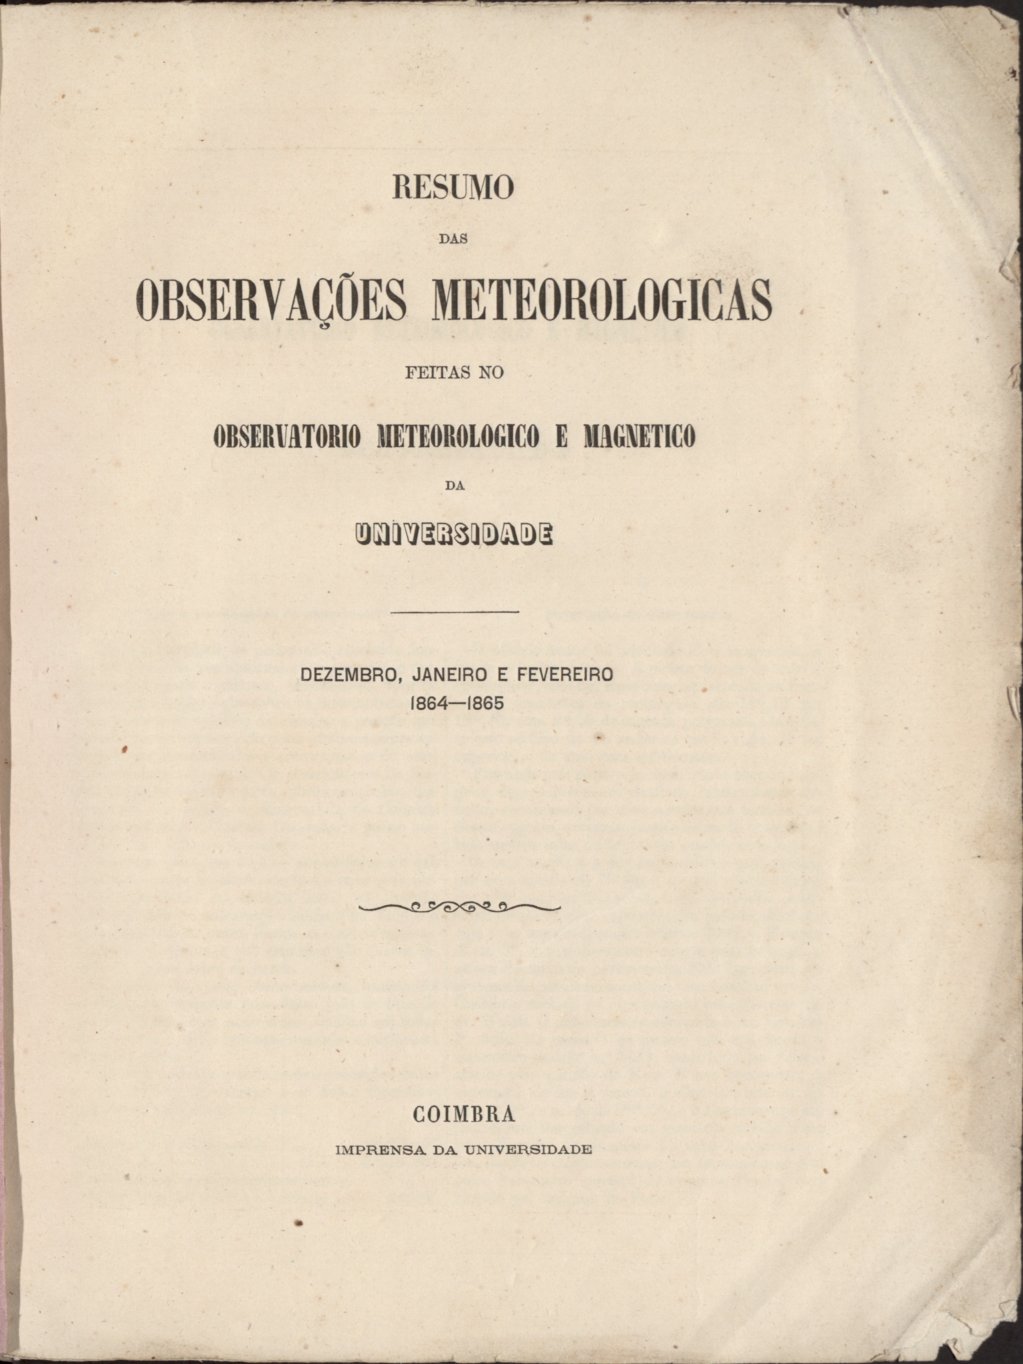 RESUMO
DAS
OBSERVAÇÕES METEOROLOGICAS
FEITAS NO
OBSERVATORIO METEOROLOGICO E MAGNETICO
DA
UNIVERSIDADE
DEZEMBRO, JANEIRO E FEVEREIRO
1864—1865
COIMBRA
IMPRENSA DA UNIVERSIDADE